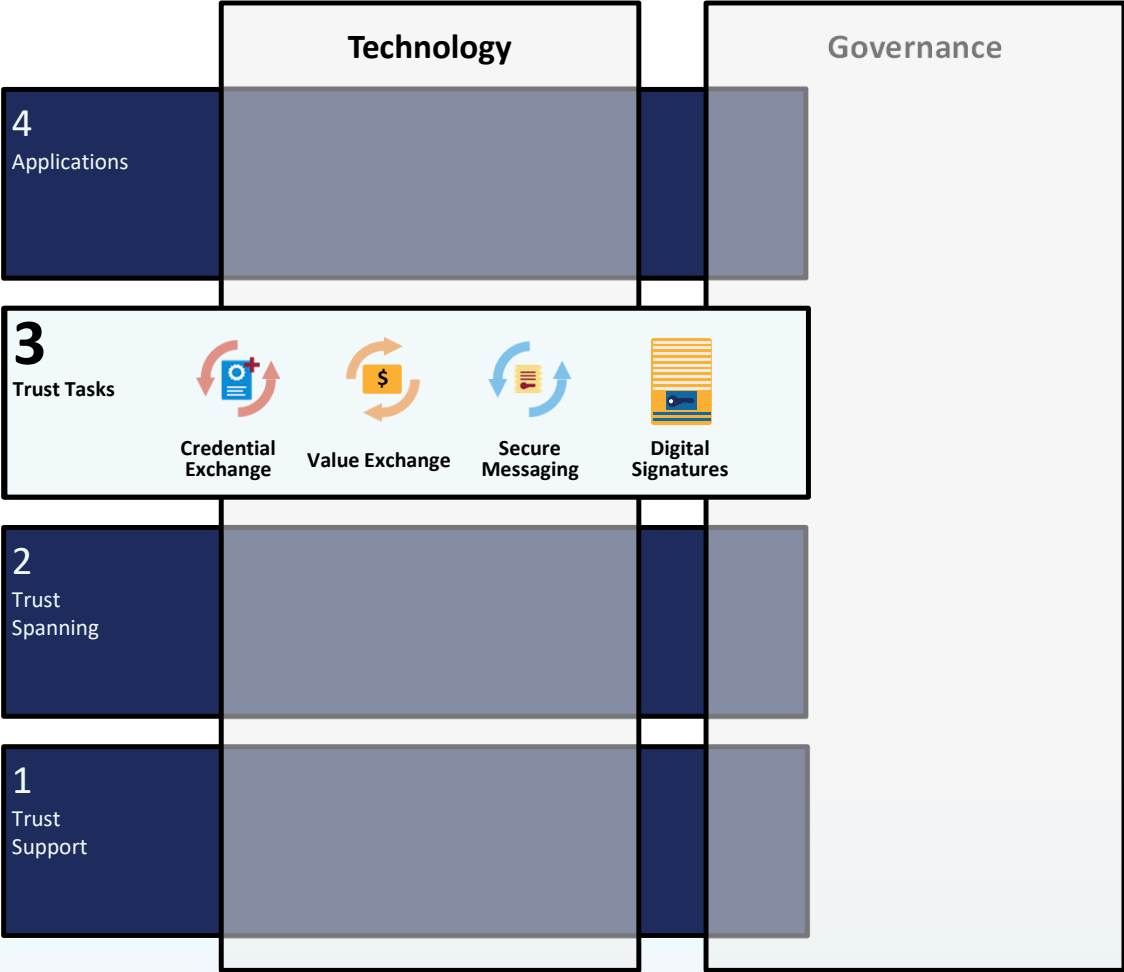 Technology
Governance
4
Applications
3
Trust Tasks
$
Credential
Exchange
Value Exchange
Secure
Messaging
Digital
Signatures
2
Trust
Spanning
1
Trust
Support